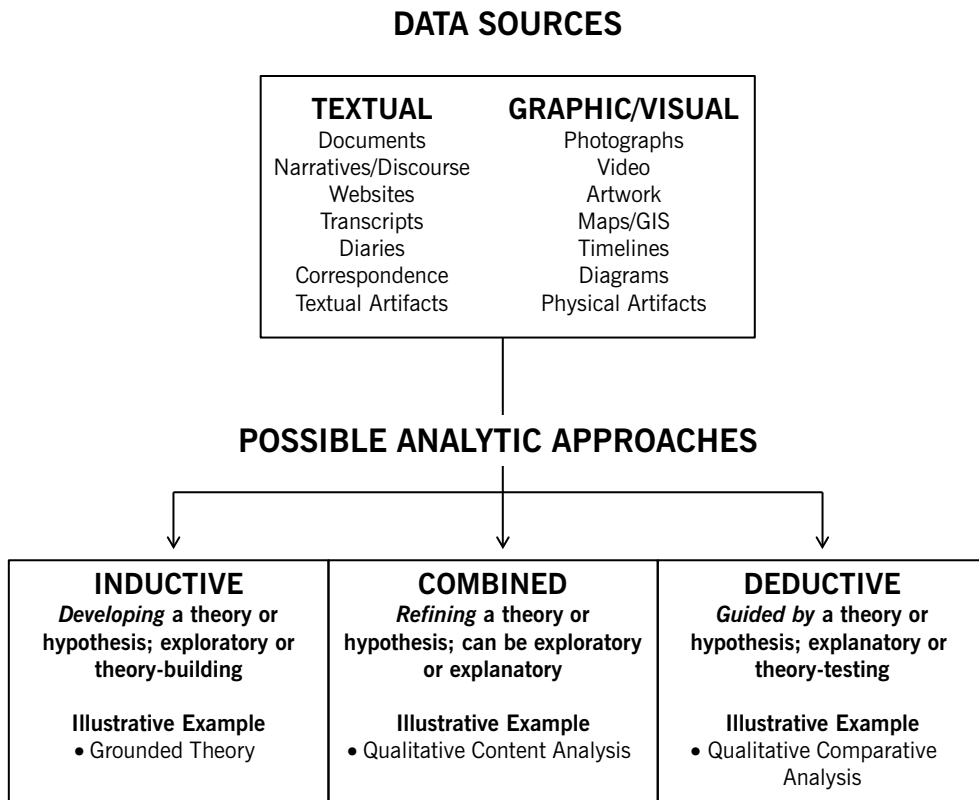 DATA SOURCES
TEXTUAL
Documents
Narratives/Discourse
Websites
Transcripts
Diaries
Correspondence
Textual Artifacts
GRAPHIC/VISUAL
Photographs
Video
Artwork
Maps/GIS
Timelines
Diagrams
Physical Artifacts
POSSIBLE ANALYTIC APPROACHES
INDUCTIVE
Developing a theory or
hypothesis; exploratory or
theory-building
Illustrative Example
• Grounded Theory
COMBINED
Refining a theory or
hypothesis; can be exploratory
or explanatory
Illustrative Example
• Qualitative Content Analysis
DEDUCTIVE
Guided by a theory or
hypothesis; explanatory or
theory-testing
Illustrative Example
• Qualitative Comparative
Analysis